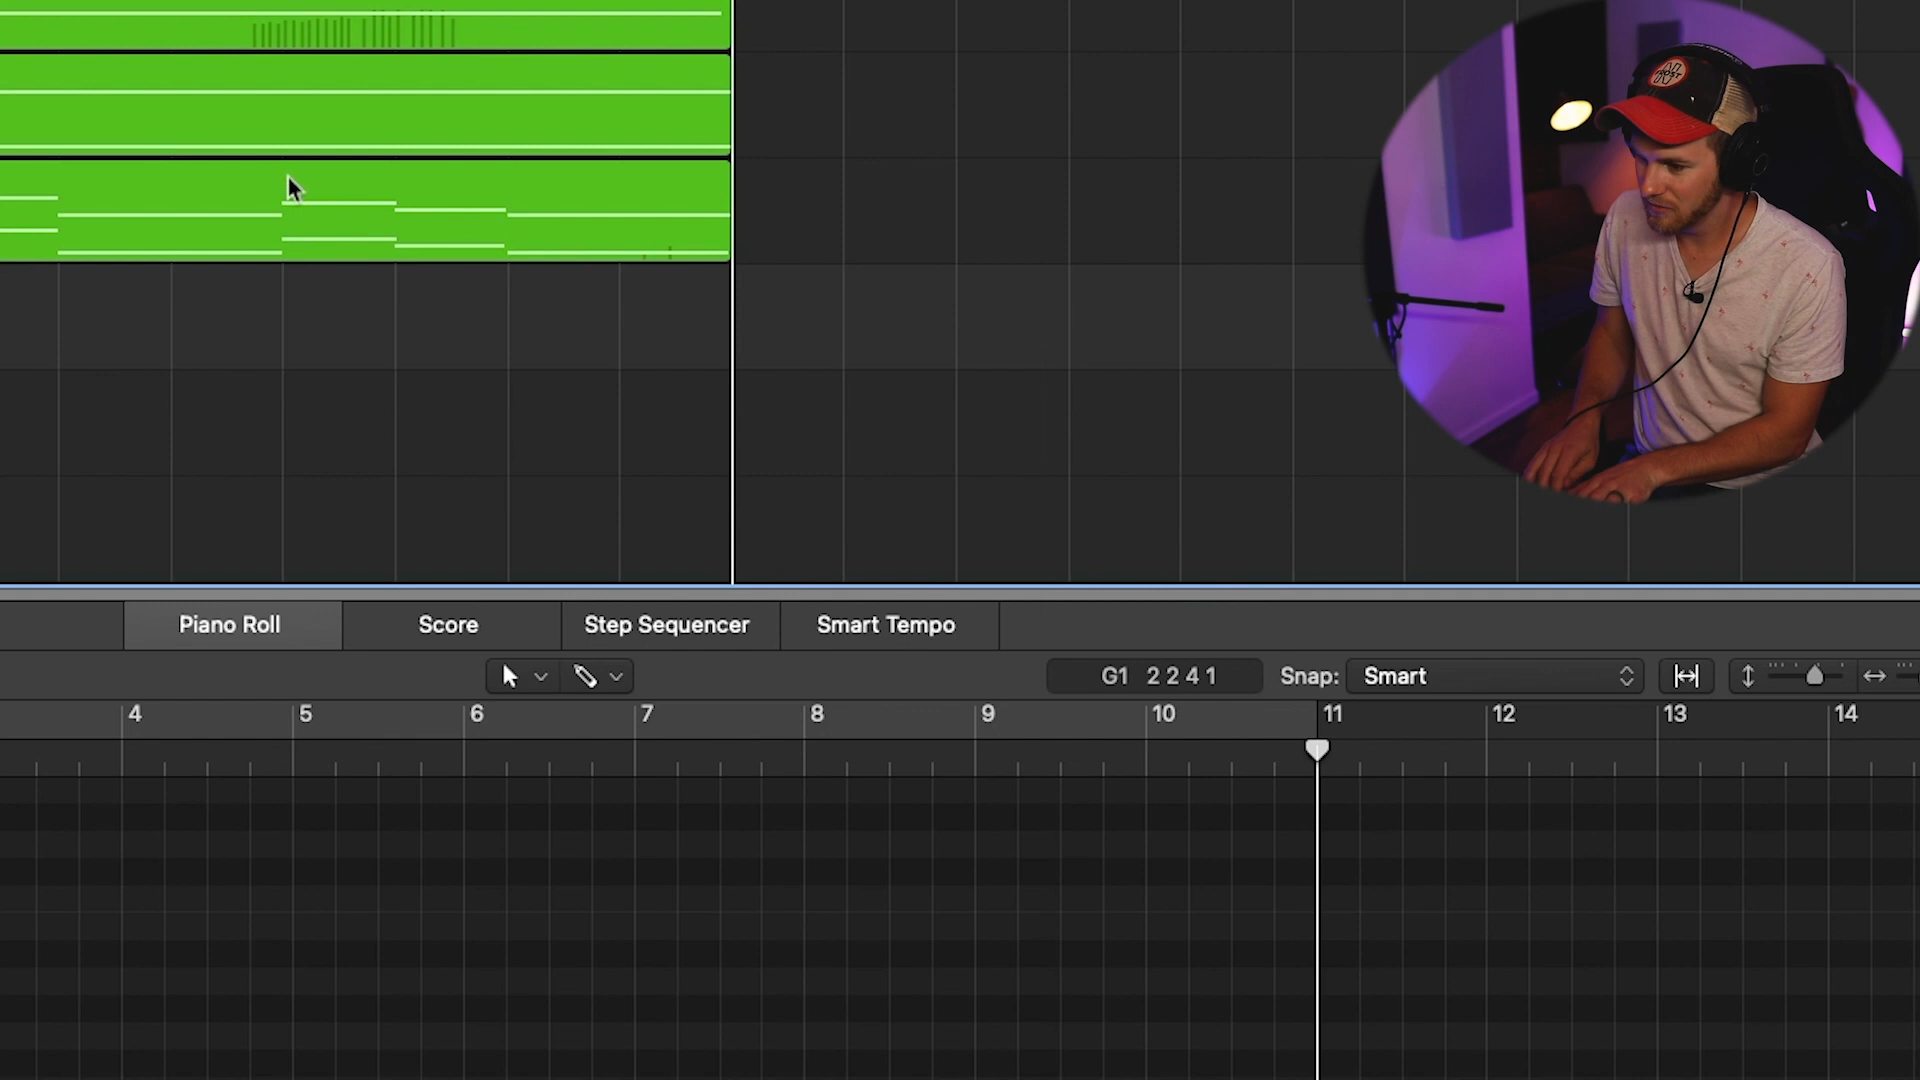 Piano Roll
Score
Step Sequencer
Smart Tempo
G1 2 2 4 1
Snap:
Smart
4 5 6 7 8 9 10 11 12 13 14